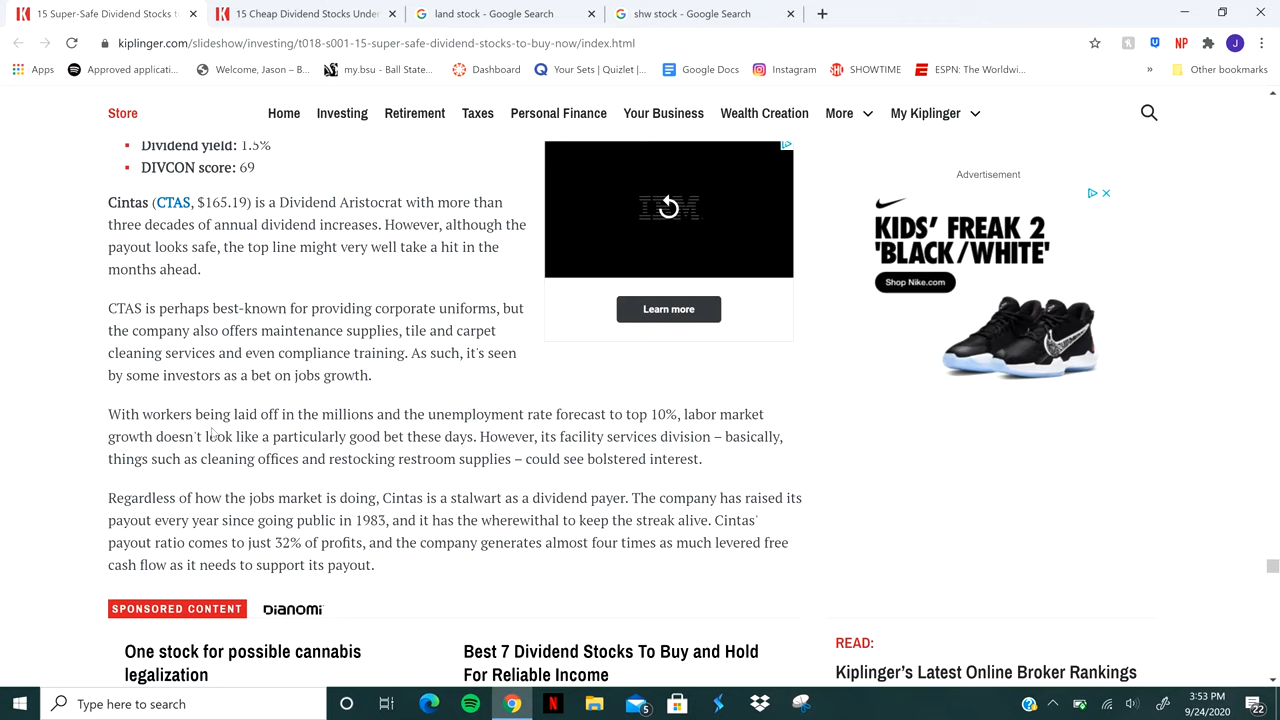 15 Super-Safe Dividend Stocks t
15 Cheap Dividend Stocks Under
land stock - Google Search
shw stock - Google Search
kiplinger.com/slideshow/investing/t018-s001-15-super-safe-dividend-stocks-to-buy-now/index.html
NP
J
Apps
Approved applicati...
Welcome, Jason – B...
my.bsu - Ball State...
Dashboard
Your Sets | Quizlet |...
Google Docs
Instagram
SHOWTIME
ESPN: The Worldwi...
»
Other bookmarks
Store
Home
Investing
Retirement
Taxes
Personal Finance
Your Business
Wealth Creation
More
My Kiplinger
Dividend yield: 1.5%
DIVCON score: 69
Cintas (CTAS, $165.19) is a Dividend Aristocrat on more than
three decades of annual dividend increases. However, although the
payout looks safe, the top line might very well take a hit in the
months ahead.
CTAS is perhaps best-known for providing corporate uniforms, but
the company also offers maintenance supplies, tile and carpet
cleaning services and even compliance training. As such, it's seen
by some investors as a bet on jobs growth.
IBM
Learn more
Advertisement
KIDS' FREAK 2
'BLACK/WHITE'
Shop Nike.com
With workers being laid off in the millions and the unemployment rate forecast to top 10%, labor market
growth doesn't look like a particularly good bet these days. However, its facility services division – basically,
things such as cleaning offices and restocking restroom supplies – could see bolstered interest.
Regardless of how the jobs market is doing, Cintas is a stalwart as a dividend payer. The company has raised its
payout every year since going public in 1983, and it has the wherewithal to keep the streak alive. Cintas'
payout ratio comes to just 32% of profits, and the company generates almost four times as much levered free
cash flow as it needs to support its payout.
SPONSORED CONTENT
DIANOMI
One stock for possible cannabis
legalization
Best 7 Dividend Stocks To Buy and Hold
For Reliable Income
READ:
Kiplinger's Latest Online Broker Rankings
Type here to search
5
3:53 PM
9/24/2020
22